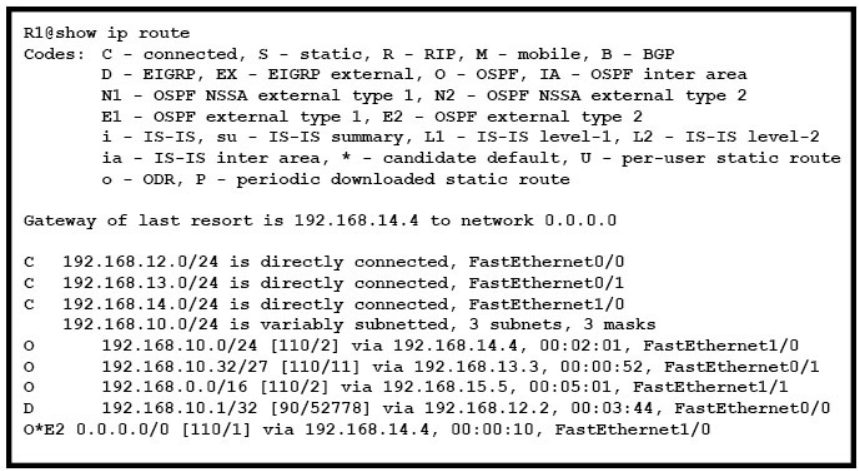 R1@show ip route
Codes: C - connected, S - static, R - RIP, M - mobile, B - BGP
D - EIGRP, EX - EIGRP external, O - OSPF, IA - OSPF inter area
N1 - OSPF NSSA external type 1, N2 - OSPF NSSA external type 2
E1 - OSPF external type 1, E2 - OSPF external type 2
i - IS-IS, su - IS-IS summary, L1 - IS-IS level-1, L2 - IS-IS level-2
ia - IS-IS inter area, * - candidate default, U - per-user static route
o - ODR, P - periodic downloaded static route
Gateway of last resort is 192.168.14.4 to network 0.0.0.0
C 192.168.12.0/24 is directly connected, FastEthernet0/0
C 192.168.13.0/24 is directly connected, FastEthernet0/1
C 192.168.14.0/24 is directly connected, FastEthernet1/0
192.168.10.0/24 is variably subnetted, 3 subnets, 3 masks
O 192.168.10.0/24 [110/2] via 192.168.14.4, 00:02:01, FastEthernet1/0
O 192.168.10.32/27 [110/11] via 192.168.13.3, 00:00:52, FastEthernet0/1
O 192.168.0.0/16 [110/2] via 192.168.15.5, 00:05:01, FastEthernet1/1
D 192.168.10.1/32 [90/52778] via 192.168.12.2, 00:03:44, FastEthernet0/0
O*E2 0.0.0.0/0 [110/1] via 192.168.14.4, 00:00:10, FastEthernet1/0